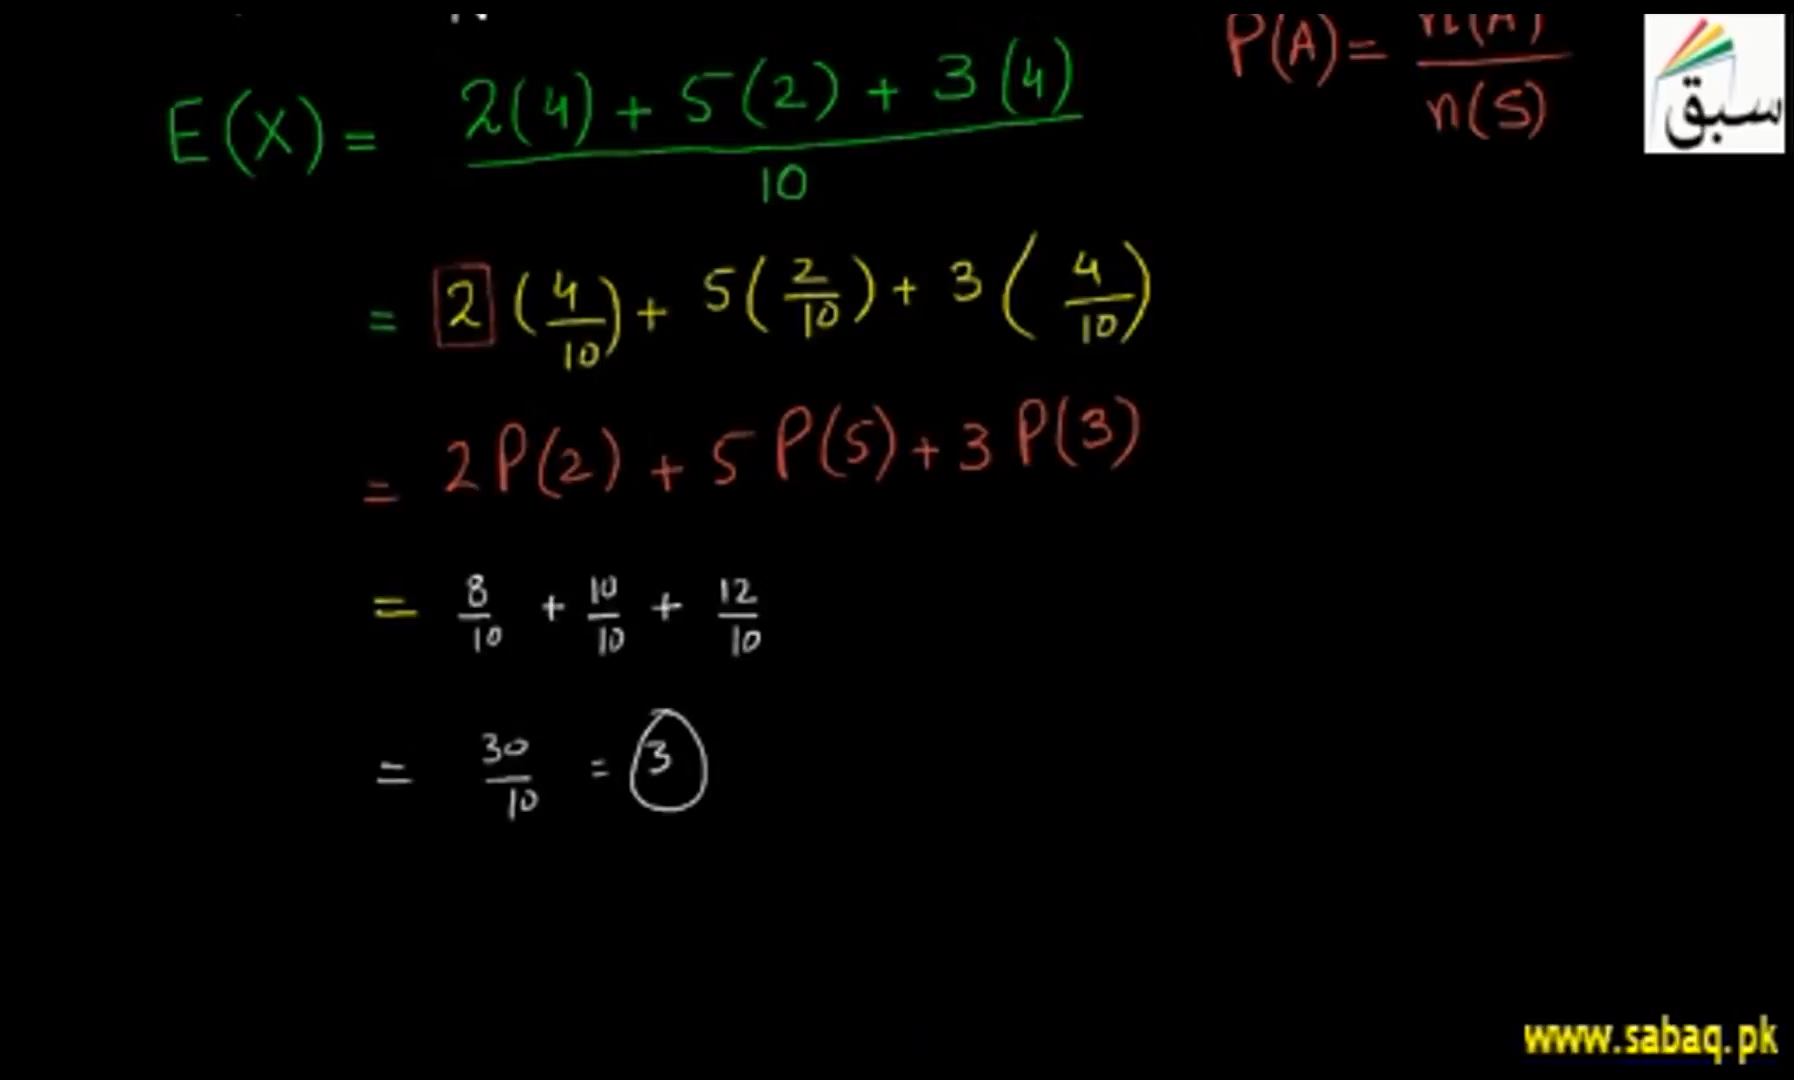 P(A) = n(A) / n(S)
سبق
E(X) = 2(4) + 5(2) + 3(4) / 10
= 2 (4/10) + 5(2/10) + 3(4/10)
= 2P(2) + 5P(5) + 3P(3)
= 8/10 + 10/10 + 12/10
= 30/10 = 3
www.sabaq.pk